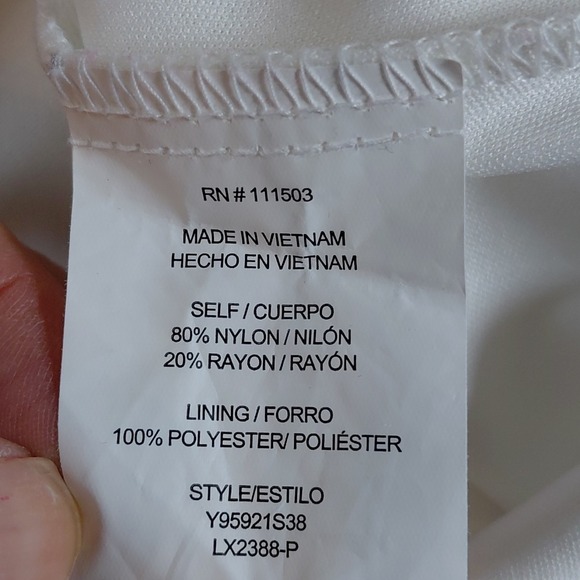 RN # 111503
MADE IN VIETNAM
HECHO EN VIETNAM
SELF / CUERPO
80% NYLON / NILÓN
20% RAYON / RAYÓN
LINING / FORRO
100% POLYESTER/ POLIÉSTER
STYLE/ESTILO
Y95921S38
LX2388-P